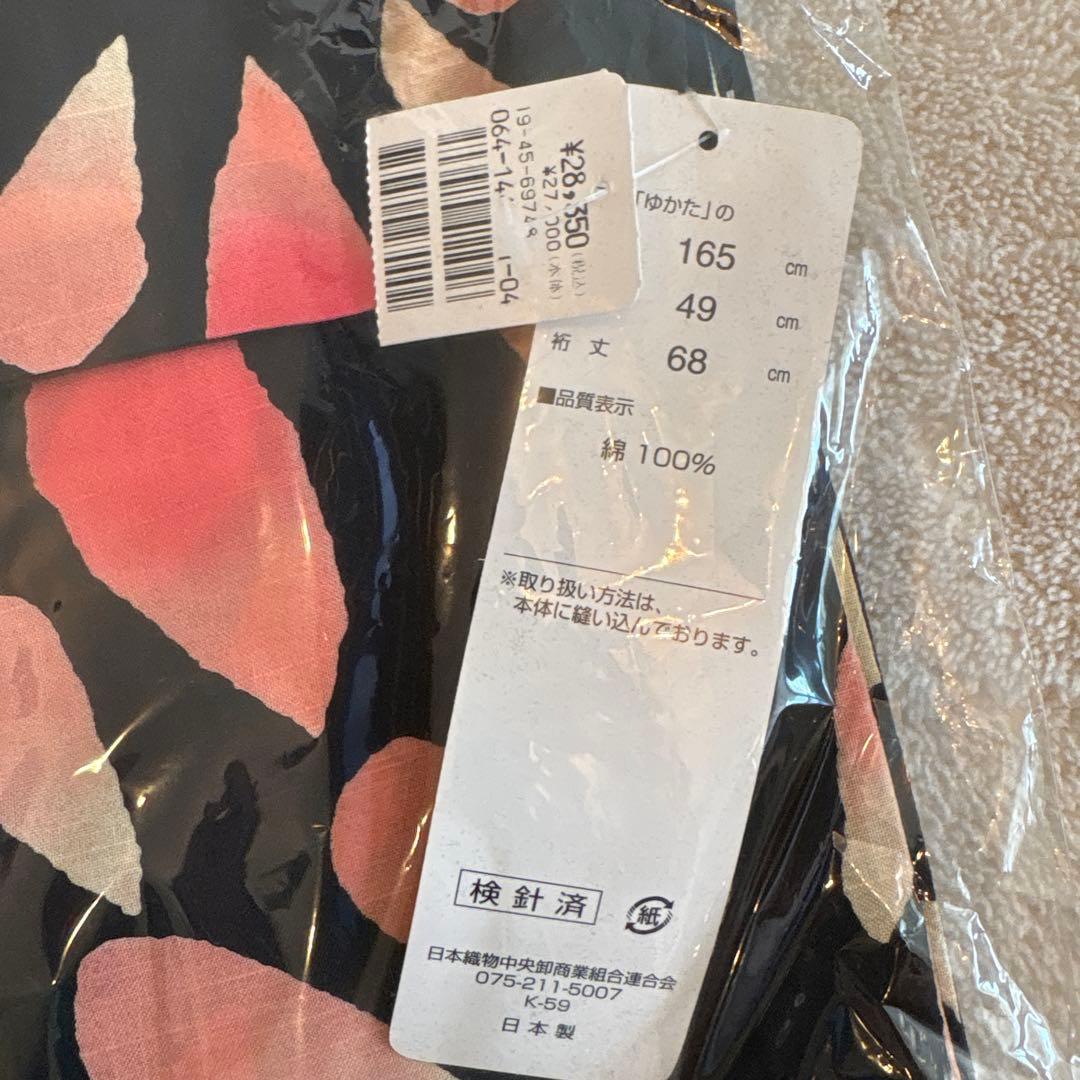 ¥28,350(税込)
¥27,000(本体)
19-45-69748
064-14
1-04
「ゆかた」の
165 cm
49 cm
裄 丈 68 cm
■品質表示
綿 100%
※取り扱い方法は、
本体に縫い込んでおります。
検 針 済
紙
日本織物中央卸商業組合連合会
075-211-5007
K-59
日 本 製